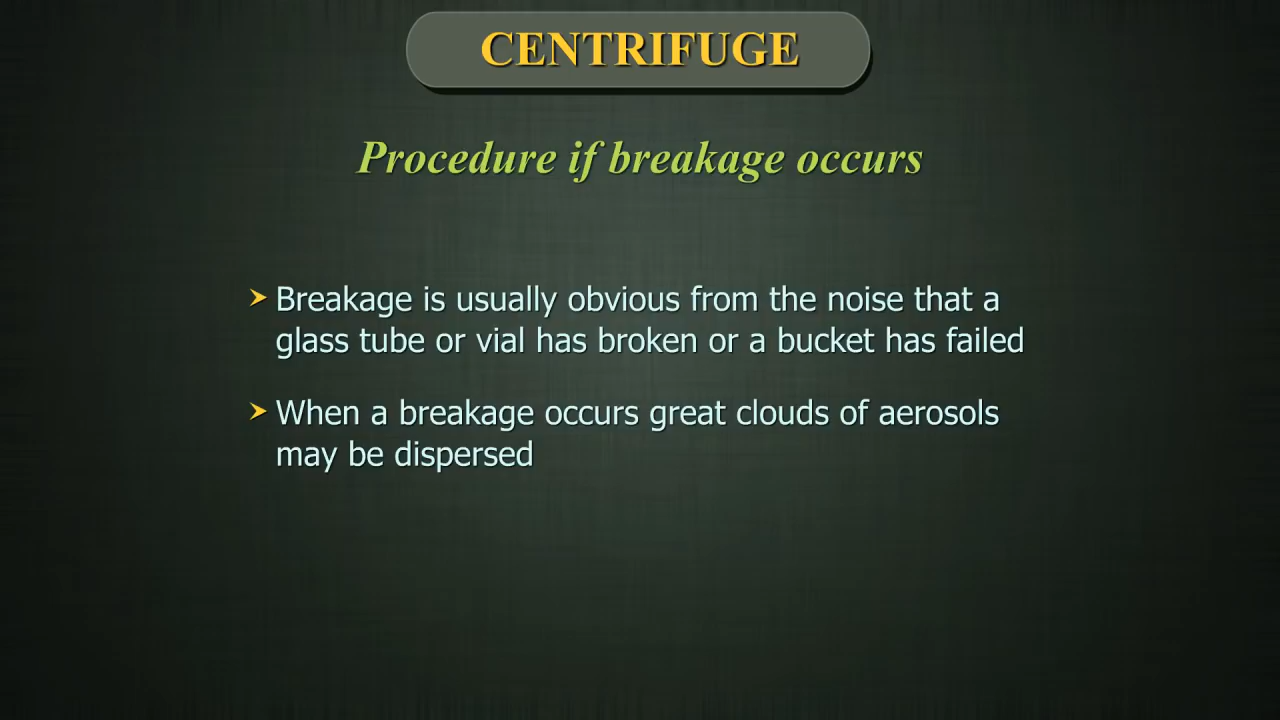 CENTRIFUGE
Procedure if breakage occurs
Breakage is usually obvious from the noise that a
glass tube or vial has broken or a bucket has failed
When a breakage occurs great clouds of aerosols
may be dispersed